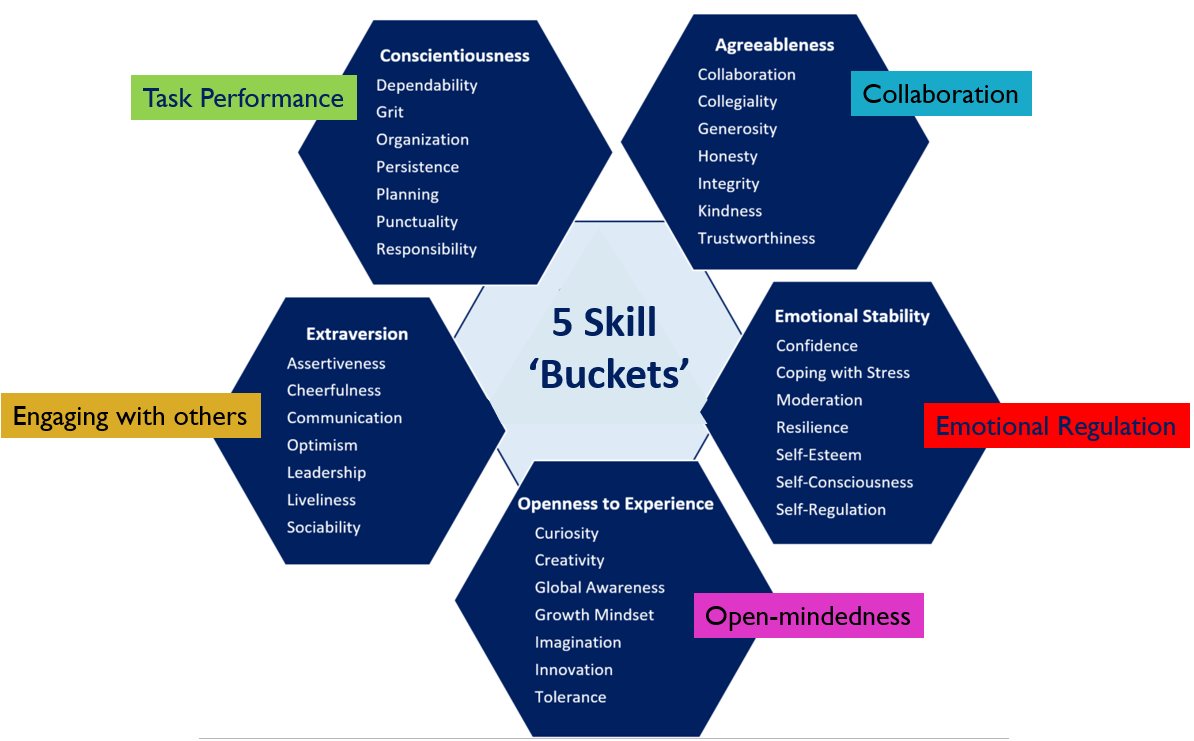 Conscientiousness
Dependability
Grit
Organization
Persistence
Planning
Punctuality
Responsibility
Task Performance
Agreeableness
Collaboration
Collegiality
Generosity
Honesty
Integrity
Kindness
Trustworthiness
Collaboration
5 Skill
‘Buckets’
Extraversion
Assertiveness
Cheerfulness
Communication
Optimism
Leadership
Liveliness
Sociability
Engaging with others
Emotional Stability
Confidence
Coping with Stress
Moderation
Resilience
Self-Esteem
Self-Consciousness
Self-Regulation
Emotional Regulation
Openness to Experience
Curiosity
Creativity
Global Awareness
Growth Mindset
Imagination
Innovation
Tolerance
Open-mindedness